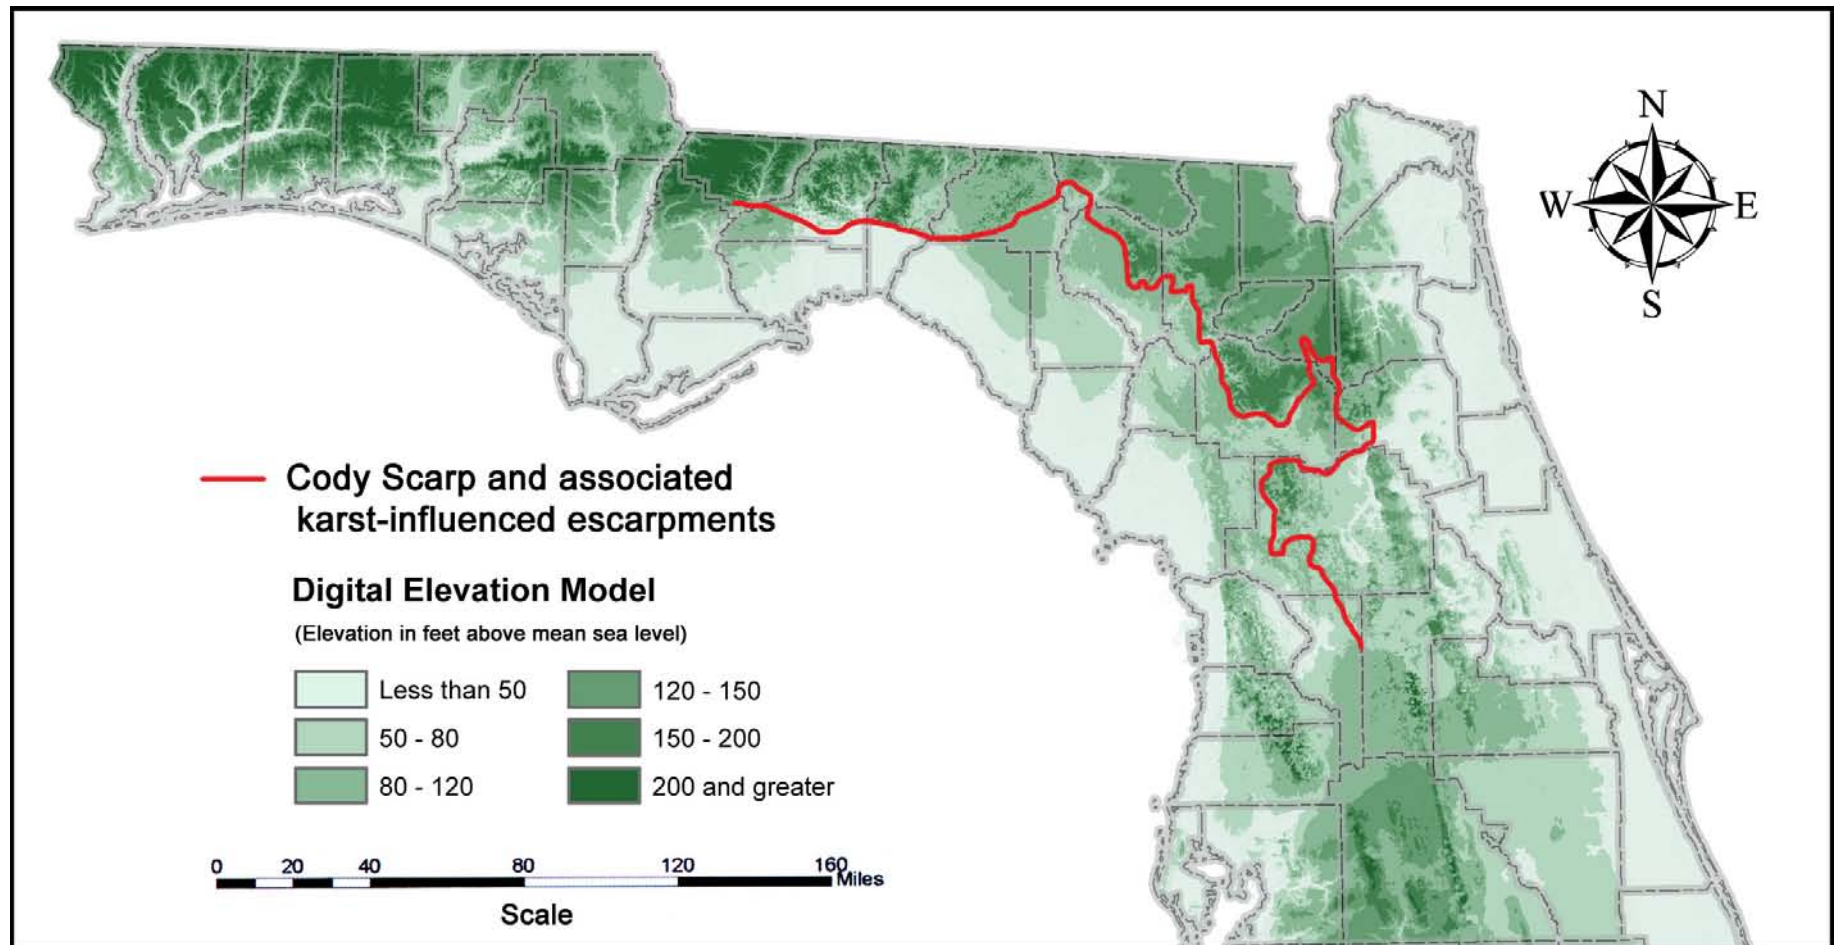 N
W E
S
Cody Scarp and associated
karst-influenced escarpments
Digital Elevation Model
(Elevation in feet above mean sea level)
Less than 50 120 - 150
50 - 80 150 - 200
80 - 120 200 and greater
0 20 40 80 120 160
Miles
Scale